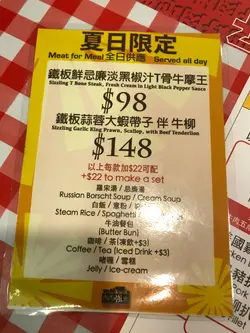 夏日限定
Meat for Meal 全日供應 Served all day
鐵板鮮忌廉淡黑椒汁T骨牛摩王
Sizzling T Bone Steak, Fresh Cream in Light Black Pepper Sauce
$98
鐵板蒜蓉大蝦帶子 伴 牛柳
Sizzling Garlic King Prawn, Scallop, with Beef Tenderlion
$148
以上每款加$22可配
+$22 to make a set
羅宋湯 / 忌廉湯
Russian Borscht Soup / Cream Soup
白飯 / 意粉
Steam Rice / Spaghetti
牛油餐包
(Butter Bun)
咖啡 / 茶 (凍飲+$3)
Coffee / Tea (Iced Drink +$3)
啫喱 / 雪糕
Jelly / Ice-cream